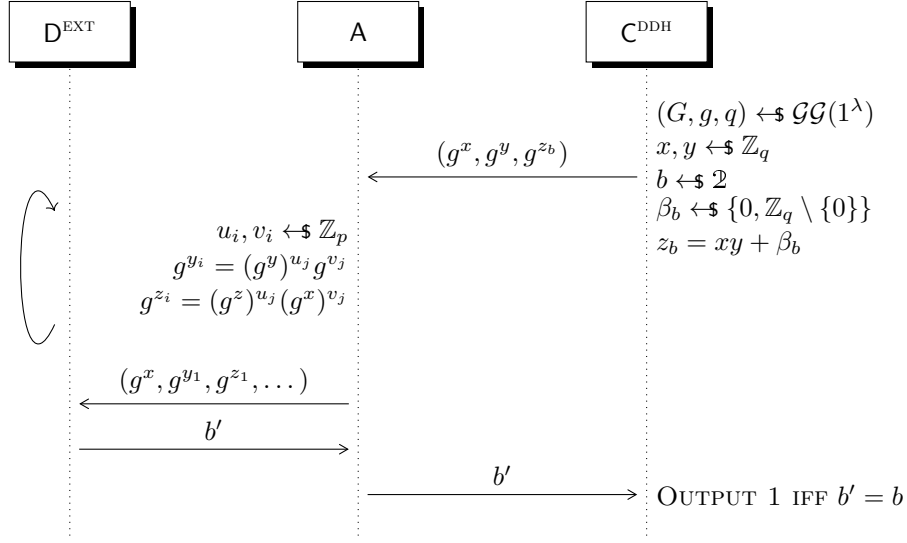 D^EXT A C^DDH
(G, g, q) ←$ 𝒢𝒢(1^λ)
(g^x, g^y, g^{z_b})
x, y ←$ ℤ_q
b ←$ 𝟚
β_b ←$ {0, ℤ_q \ {0}}
u_i, v_i ←$ ℤ_p
z_b = xy + β_b
g^{y_i} = (g^y)^{u_j} g^{v_j}
g^{z_i} = (g^z)^{u_j} (g^x)^{v_j}
(g^x, g^{y_1}, g^{z_1}, . . . )
b′
b′
OUTPUT 1 IFF b′ = b